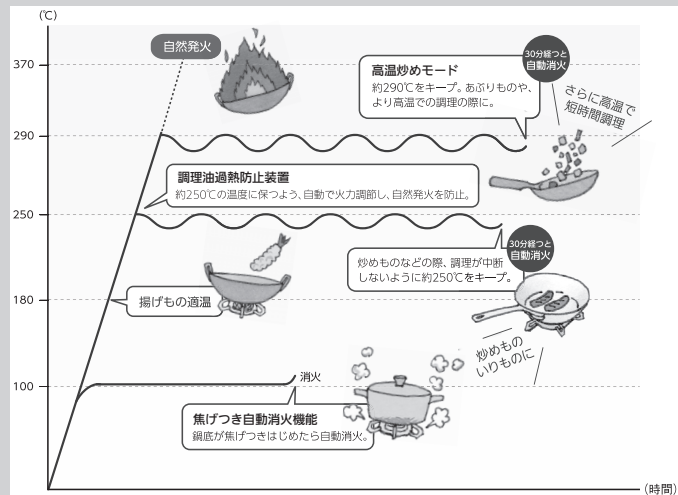 (℃)
自然発火
370
高温炒めモード
約290℃をキープ。あぶりものや、
より高温での調理の際に。
30分経つと
自動消火
さらに高温で
短時間調理
290
調理油過熱防止装置
約250℃の温度に保つよう、自動で火力調節し、自然発火を防止。
250
炒めものなどの際、調理が中断
しないように約250℃をキープ。
30分経つと
自動消火
揚げもの適温
180
炒めもの
いりものに
100
消火
焦げつき自動消火機能
鍋底が焦げつきはじめたら自動消火。
(時間)